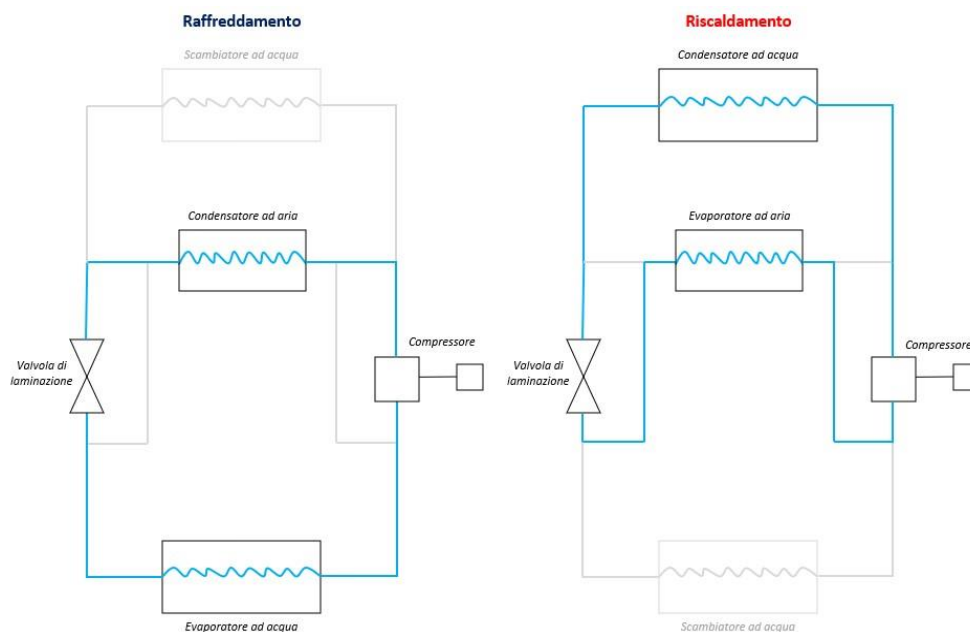 Raffreddamento
Riscaldamento
Scambiatore ad acqua
Condensatore ad acqua
Condensatore ad aria
Evaporatore ad aria
Compressore
Compressore
Valvola di
laminazione
Valvola di
laminazione
Evaporatore ad acqua
Scambiatore ad acqua